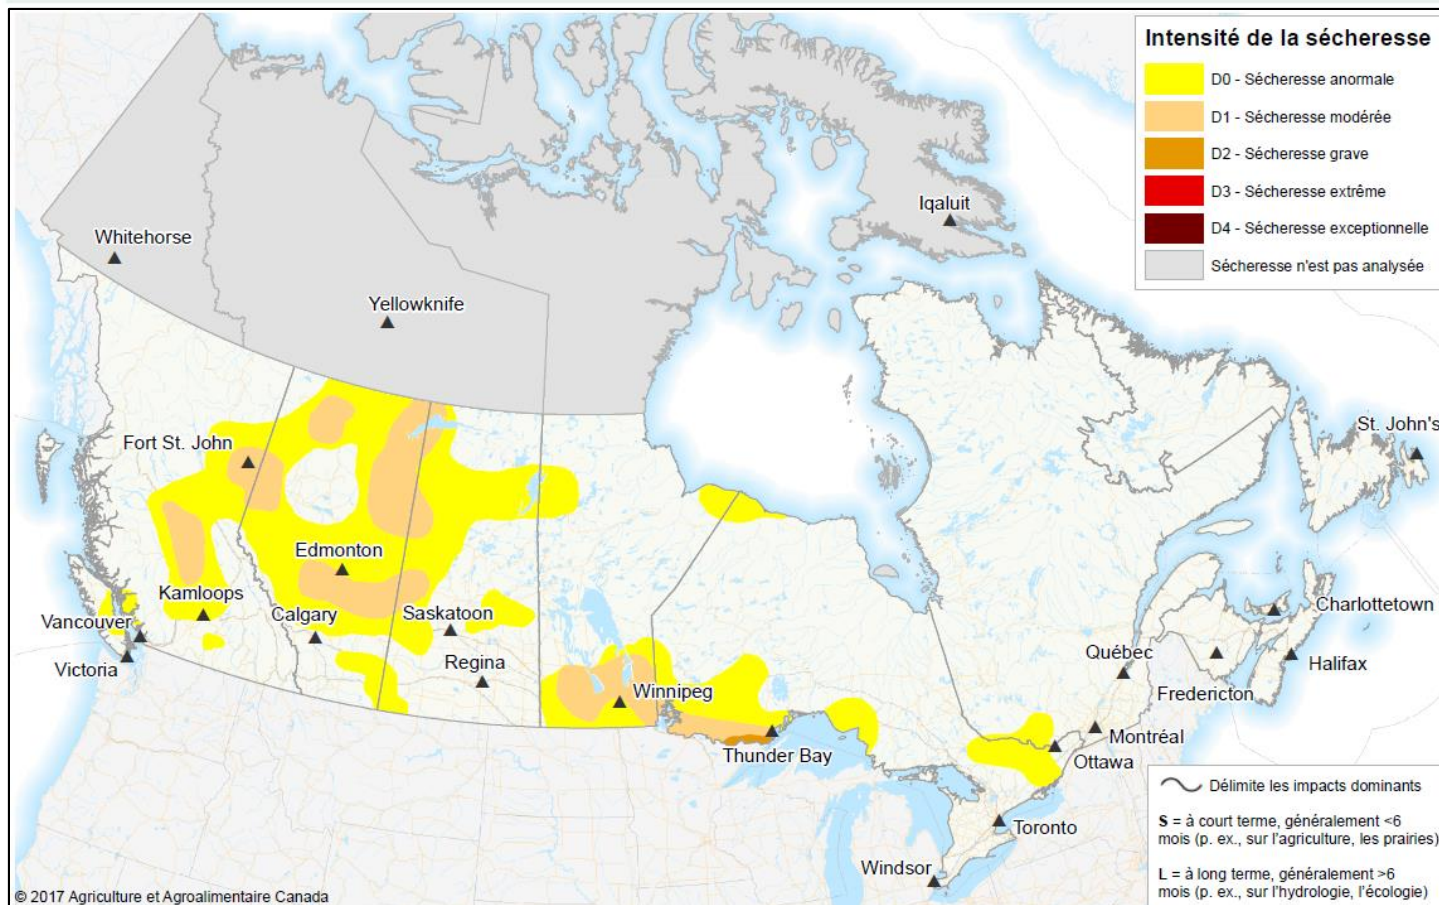 Intensité de la sécheresse
D0 - Sécheresse anormale
D1 - Sécheresse modérée
D2 - Sécheresse grave
D3 - Sécheresse extrême
D4 - Sécheresse exceptionnelle
Sécheresse n'est pas analysée
Iqaluit
Whitehorse
Yellowknife
St. John's
Fort St. John
Edmonton
Kamloops
Calgary
Saskatoon
Charlottetown
Vancouver
Québec
Victoria
Regina
Halifax
Winnipeg
Fredericton
Montréal
Thunder Bay
Ottawa
Toronto
Windsor
Délimite les impacts dominants
S = à court terme, généralement <6
mois (p. ex., sur l'agriculture, les prairies)
L = à long terme, généralement >6
mois (p. ex., sur l'hydrologie, l'écologie)
© 2017 Agriculture et Agroalimentaire Canada